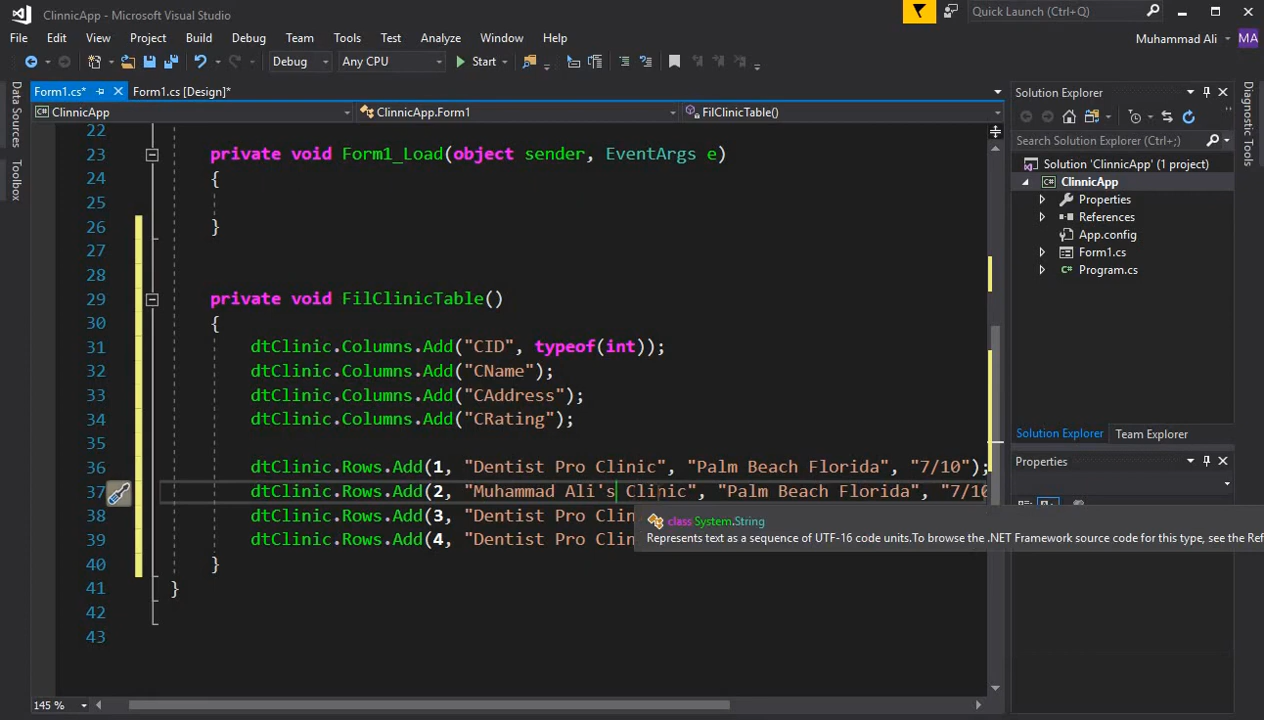 ClinnicApp - Microsoft Visual Studio
Quick Launch (Ctrl+Q)
File Edit View Project Build Debug Team Tools Test Analyze Window Help
Muhammad Ali MA
Debug Any CPU Start
Form1.cs* Form1.cs [Design]*
ClinnicApp ClinnicApp.Form1 FilClinicTable()
Data Sources
Toolbox
22
23 private void Form1_Load(object sender, EventArgs e)
24 {
25
26 }
27
28
29 private void FilClinicTable()
30 {
31 dtClinic.Columns.Add("CID", typeof(int));
32 dtClinic.Columns.Add("CName");
33 dtClinic.Columns.Add("CAddress");
34 dtClinic.Columns.Add("CRating");
35
36 dtClinic.Rows.Add(1, "Dentist Pro Clinic", "Palm Beach Florida", "7/10");
37 dtClinic.Rows.Add(2, "Muhammad Ali's Clinic", "Palm Beach Florida", "7/10
38 dtClinic.Rows.Add(3, "Dentist Pro Clin
39 dtClinic.Rows.Add(4, "Dentist Pro Clin
40 }
41 }
42
43
class System.String
Represents text as a sequence of UTF-16 code units.To browse the .NET Framework source code for this type, see the Ref
145 %
Solution Explorer
Search Solution Explorer (Ctrl+;)
Solution 'ClinnicApp' (1 project)
ClinnicApp
Properties
References
App.config
Form1.cs
Program.cs
Solution Explorer Team Explorer
Properties
Diagnostic Tools